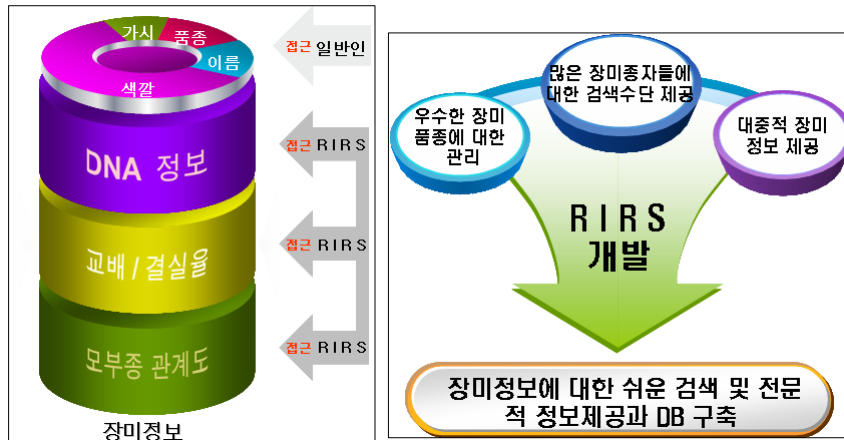 가시
품종
이름
색깔
접근 일반인
DNA 정보
접근 RIRS
교배 / 결실율
접근 RIRS
모부종 관계도
접근 RIRS
장미정보
많은 장미종자들에
대한 검색수단 제공
우수한 장미
품종에 대한
관리
대중적 장미
정보 제공
RIRS
개발
장미정보에 대한 쉬운 검색 및 전문
적 정보제공과 DB 구축